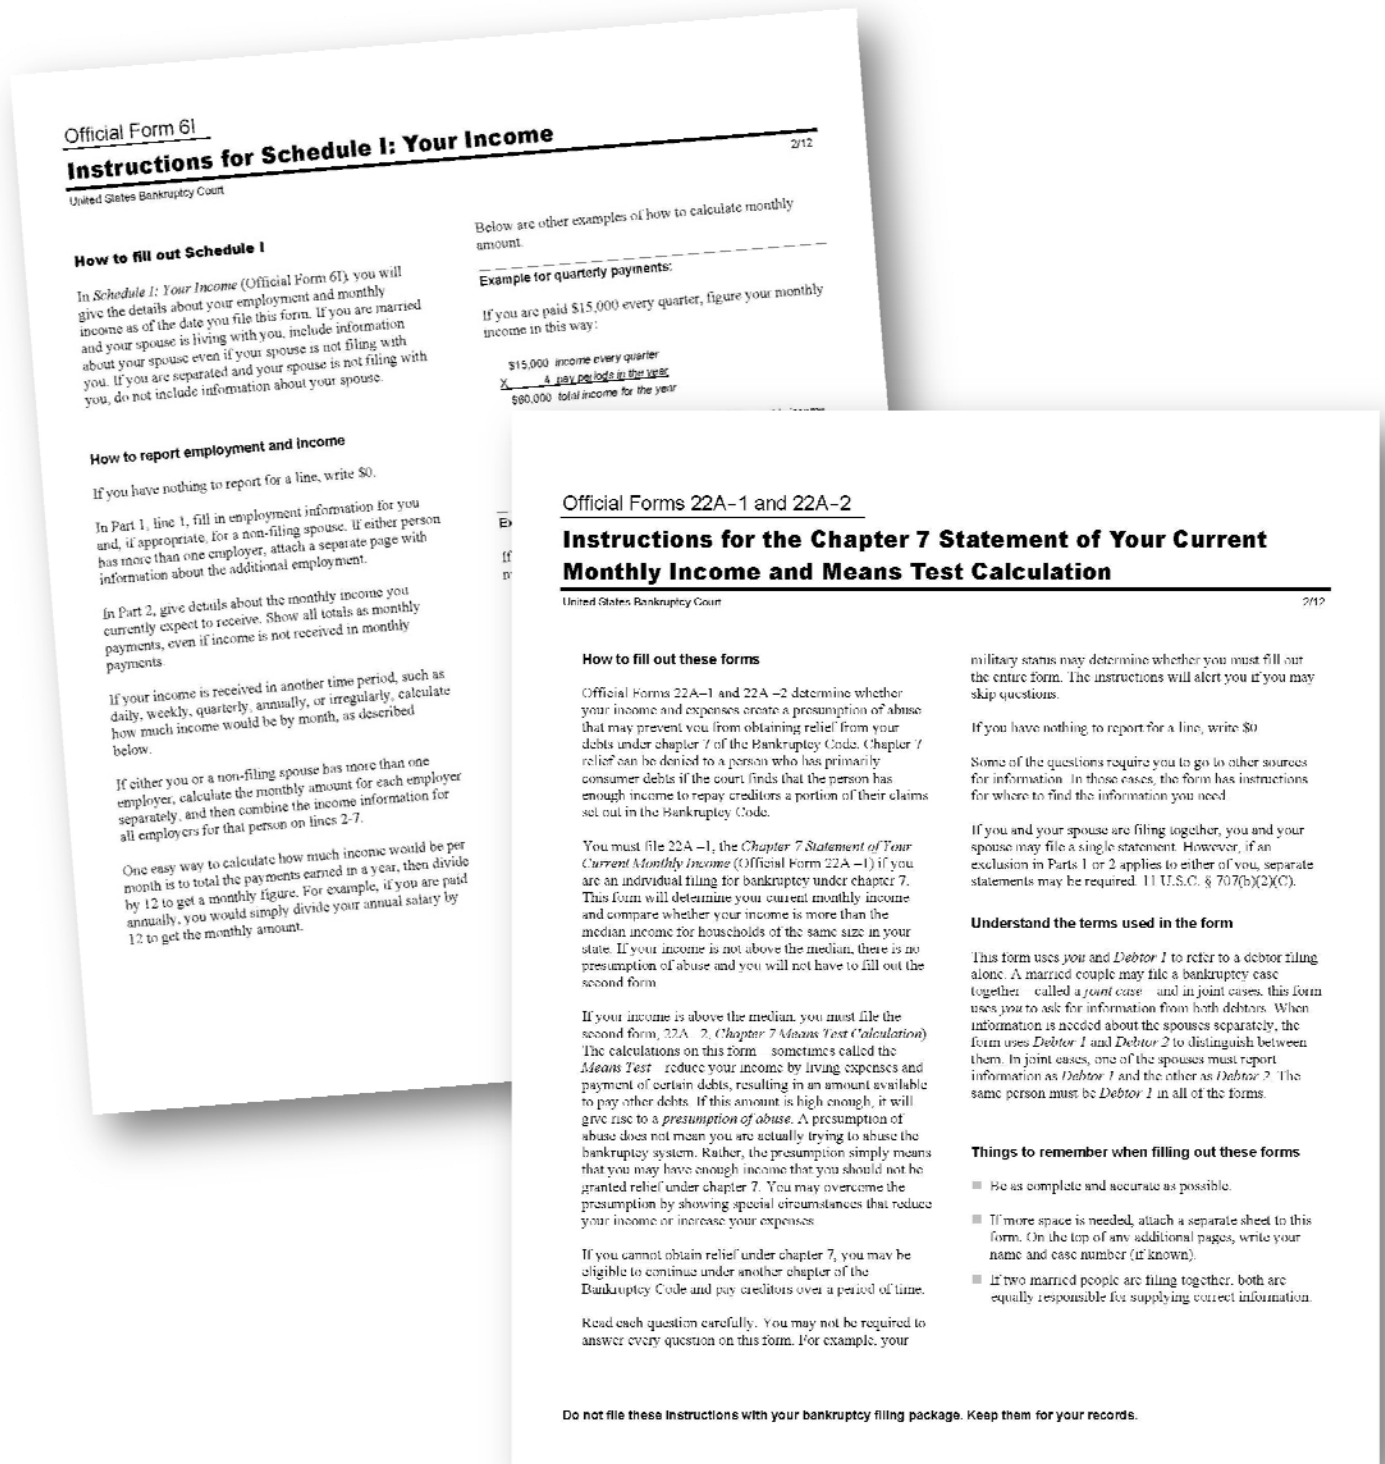 Official Form 6I
Instructions for Schedule I: Your Income
2/12
United States Bankruptcy Court
How to fill out Schedule I
In Schedule I: Your Income (Official Form 6I), you will
give the details about your employment and monthly
income as of the date you file this form. If you are married
and your spouse is living with you, include information
about your spouse even if your spouse is not filing with
you. If you are separated and your spouse is not filing with
you, do not include information about your spouse.
How to report employment and income
If you have nothing to report for a line, write $0.
In Part 1, line 1, fill in employment information for you
and, if appropriate, for a non-filing spouse. If either person
has more than one employer, attach a separate page with
information about the additional employment.
In Part 2, give details about the monthly income you
currently expect to receive. Show all totals as monthly
payments, even if income is not received in monthly
payments.
If your income is received in another time period, such as
daily, weekly, quarterly, annually, or irregularly, calculate
how much income would be by month, as described
below.
If either you or a non-filing spouse has more than one
employer, calculate the monthly amount for each employer
separately, and then combine the income information for
all employers for that person on lines 2-7.
One easy way to calculate how much income would be per
month is to total the payments earned in a year, then divide
by 12 to get a monthly figure. For example, if you are paid
annually, you would simply divide your annual salary by
12 to get the monthly amount.
Below are other examples of how to calculate monthly
amount.
Example for quarterly payments:
If you are paid $15,000 every quarter, figure your monthly
income in this way:
$15,000 income every quarter
X 4 pay periods in the year
$60,000 total income for the year
Ex
If
Official Forms 22A–1 and 22A–2
Instructions for the Chapter 7 Statement of Your Current
Monthly Income and Means Test Calculation
United States Bankruptcy Court 2/12
How to fill out these forms
Official Forms 22A–1 and 22A –2 determine whether
your income and expenses create a presumption of abuse
that may prevent you from obtaining relief from your
debts under chapter 7 of the Bankruptcy Code. Chapter 7
relief can be denied to a person who has primarily
consumer debts if the court finds that the person has
enough income to repay creditors a portion of their claims
set out in the Bankruptcy Code.
You must file 22A –1, the Chapter 7 Statement of Your
Current Monthly Income (Official Form 22A –1) if you
are an individual filing for bankruptcy under chapter 7.
This form will determine your current monthly income
and compare whether your income is more than the
median income for households of the same size in your
state. If your income is not above the median, there is no
presumption of abuse and you will not have to fill out the
second form.
If your income is above the median, you must file the
second form, 22A –2, Chapter 7 Means Test Calculation)
The calculations on this form—sometimes called the
Means Test—reduce your income by living expenses and
payment of certain debts, resulting in an amount available
to pay other debts. If this amount is high enough, it will
give rise to a presumption of abuse. A presumption of
abuse does not mean you are actually trying to abuse the
bankruptcy system. Rather, the presumption simply means
that you may have enough income that you should not be
granted relief under chapter 7. You may overcome the
presumption by showing special circumstances that reduce
your income or increase your expenses.
If you cannot obtain relief under chapter 7, you may be
eligible to continue under another chapter of the
Bankruptcy Code and pay creditors over a period of time.
Read each question carefully. You may not be required to
answer every question on this form. For example, your
military status may determine whether you must fill out
the entire form. The instructions will alert you if you may
skip questions.
If you have nothing to report for a line, write $0.
Some of the questions require you to go to other sources
for information. In those cases, the form has instructions
for where to find the information you need.
If you and your spouse are filing together, you and your
spouse may file a single statement. However, if an
exclusion in Parts 1 or 2 applies to either of you, separate
statements may be required. 11 U.S.C. § 707(b)(2)(C).
Understand the terms used in the form
This form uses you and Debtor 1 to refer to a debtor filing
alone. A married couple may file a bankruptcy case
together—called a joint case—and in joint cases, this form
uses you to ask for information from both debtors. When
information is needed about the spouses separately, the
form uses Debtor 1 and Debtor 2 to distinguish between
them. In joint cases, one of the spouses must report
information as Debtor 1 and the other as Debtor 2. The
same person must be Debtor 1 in all of the forms.
Things to remember when filling out these forms
Be as complete and accurate as possible.
If more space is needed, attach a separate sheet to this
form. On the top of any additional pages, write your
name and case number (if known).
If two married people are filing together, both are
equally responsible for supplying correct information.
Do not file these instructions with your bankruptcy filing package. Keep them for your records.